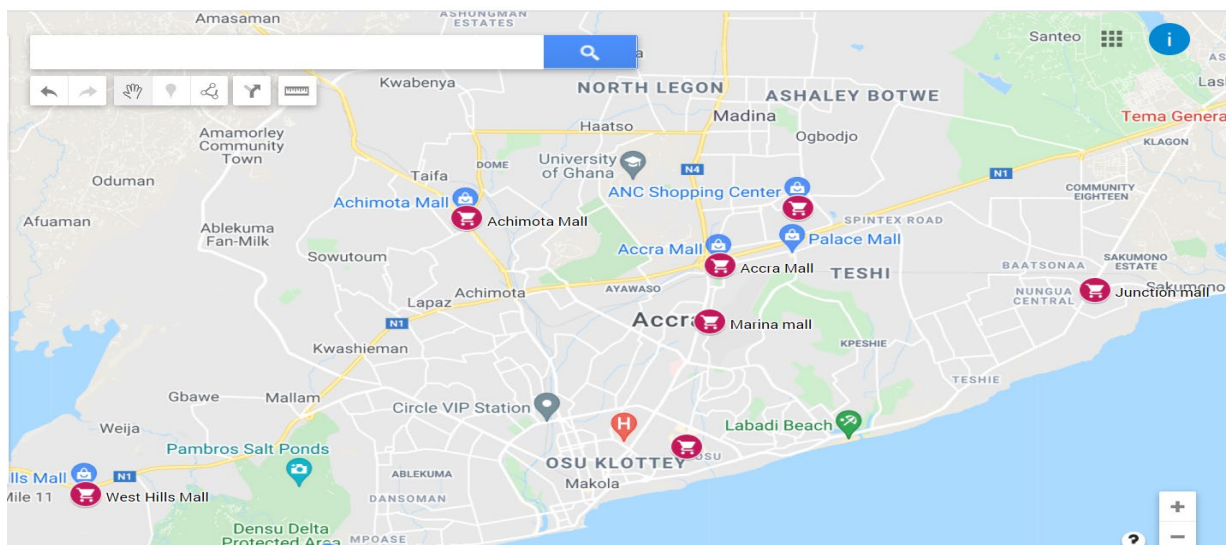 Amasaman
ASHUNGMAN
ESTATES
Santeo
i
Kwabenya
NORTH LEGON
ASHALEY BOTWE
Madina
Tema Genera
Haatso
Ogbodjo
KLAGON
Amamorley
Community
Town
University
of Ghana
DOME
N4
N1
Taifa
Oduman
Achimota Mall
ANC Shopping Center
COMMUNITY
EIGHTEEN
Afuaman
Achimota Mall
SPINTEX ROAD
Ablekuma
Fan-Milk
Accra Mall
Palace Mall
Sowutoum
Accra Mall
TESHI
BAATSONAA
SAKUMONO
ESTATE
Achimota
AYAWASO
NUNGUA
CENTRAL
Junction mall
Sakumono
Lapaz
N1
Accra
Marina mall
Kwashieman
KPESHIE
TESHIE
Gbawe
Mallam
Circle VIP Station
H
Labadi Beach
Weija
Pambros Salt Ponds
OSU KLOTTEY
OSU
lls Mall
N1
ABLEKUMA
Makola
Mile 11
West Hills Mall
DANSOMAN
Densu Delta
Protected Area
MPOASE
+
?
−